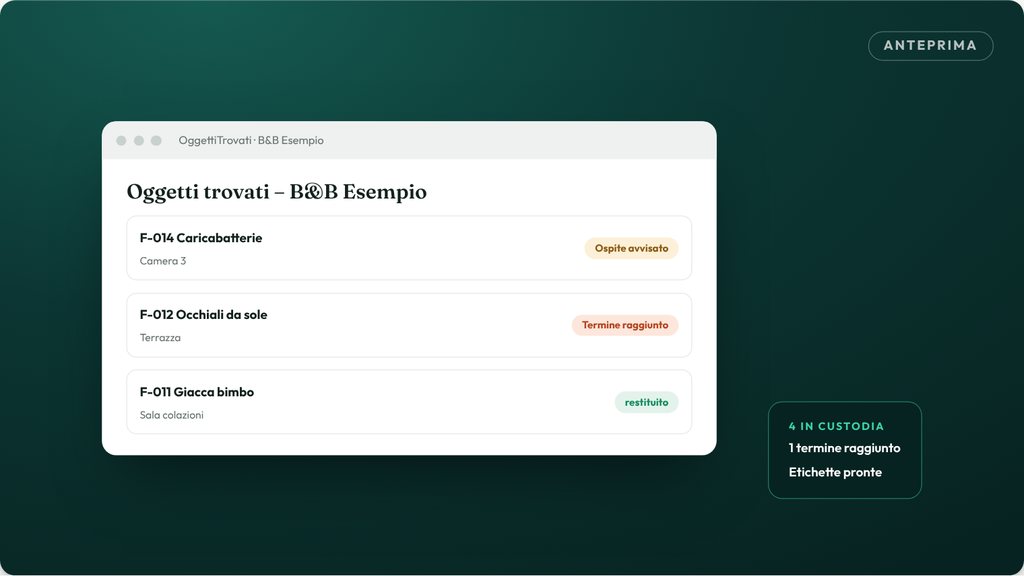 ANTEPRIMA
OggettiTrovati · B&B Esempio
Oggetti trovati – B&B Esempio
F-014 Caricabatterie
Camera 3
Ospite avvisato
F-012 Occhiali da sole
Terrazza
Termine raggiunto
F-011 Giacca bimbo
Sala colazioni
restituito
4 IN CUSTODIA
1 termine raggiunto
Etichette pronte